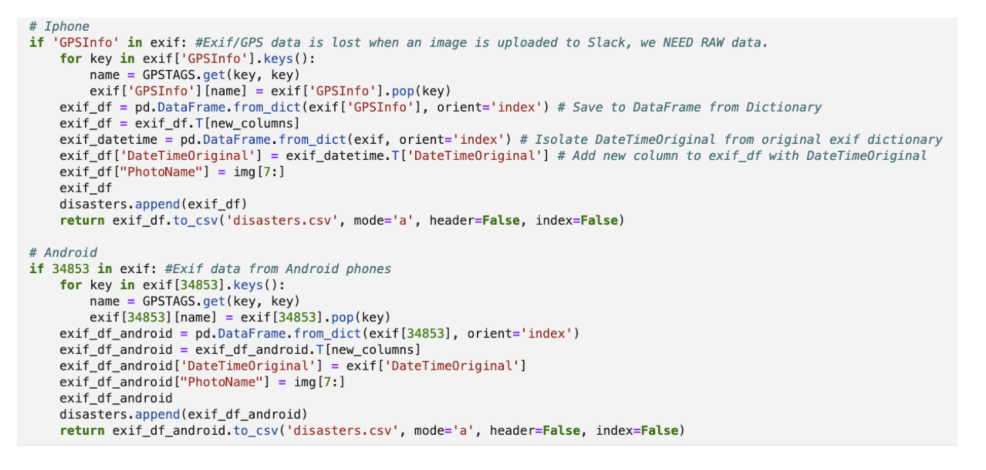 # Iphone
if 'GPSInfo' in exif: #Exif/GPS data is lost when an image is uploaded to Slack, we NEED RAW data.
    for key in exif['GPSInfo'].keys():
        name = GPSTAGS.get(key, key)
        exif['GPSInfo'][name] = exif['GPSInfo'].pop(key)
    exif_df = pd.DataFrame.from_dict(exif['GPSInfo'], orient='index') # Save to DataFrame from Dictionary
    exif_df = exif_df.T[new_columns]
    exif_datetime = pd.DataFrame.from_dict(exif, orient='index') # Isolate DateTimeOriginal from original exif dictionary
    exif_df['DateTimeOriginal'] = exif_datetime.T['DateTimeOriginal'] # Add new column to exif_df with DateTimeOriginal
    exif_df["PhotoName"] = img[7:]
    exif_df
    disasters.append(exif_df)
    return exif_df.to_csv('disasters.csv', mode='a', header=False, index=False)

# Android
if 34853 in exif: #Exif data from Android phones
    for key in exif[34853].keys():
        name = GPSTAGS.get(key, key)
        exif[34853][name] = exif[34853].pop(key)
    exif_df_android = pd.DataFrame.from_dict(exif[34853], orient='index')
    exif_df_android = exif_df_android.T[new_columns]
    exif_df_android['DateTimeOriginal'] = exif['DateTimeOriginal']
    exif_df_android["PhotoName"] = img[7:]
    exif_df_android
    disasters.append(exif_df_android)
    return exif_df_android.to_csv('disasters.csv', mode='a', header=False, index=False)